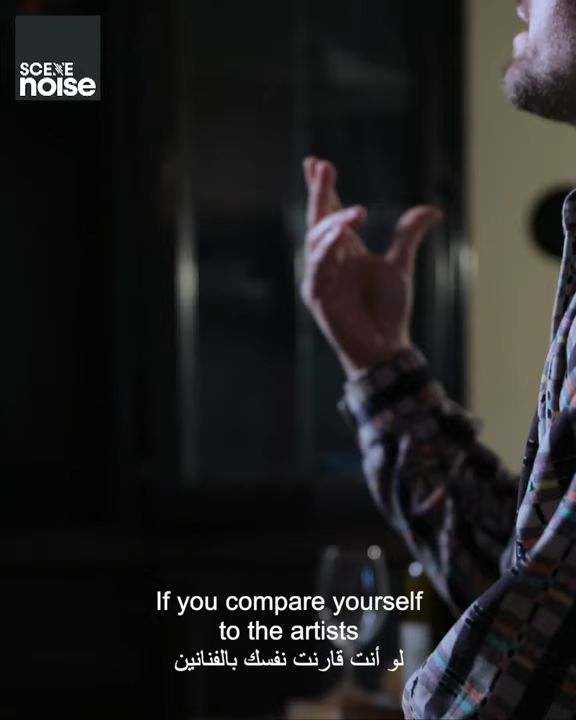 SCENE
noise
If you compare yourself
to the artists
لو أنت قارنت نفسك بالفنانين